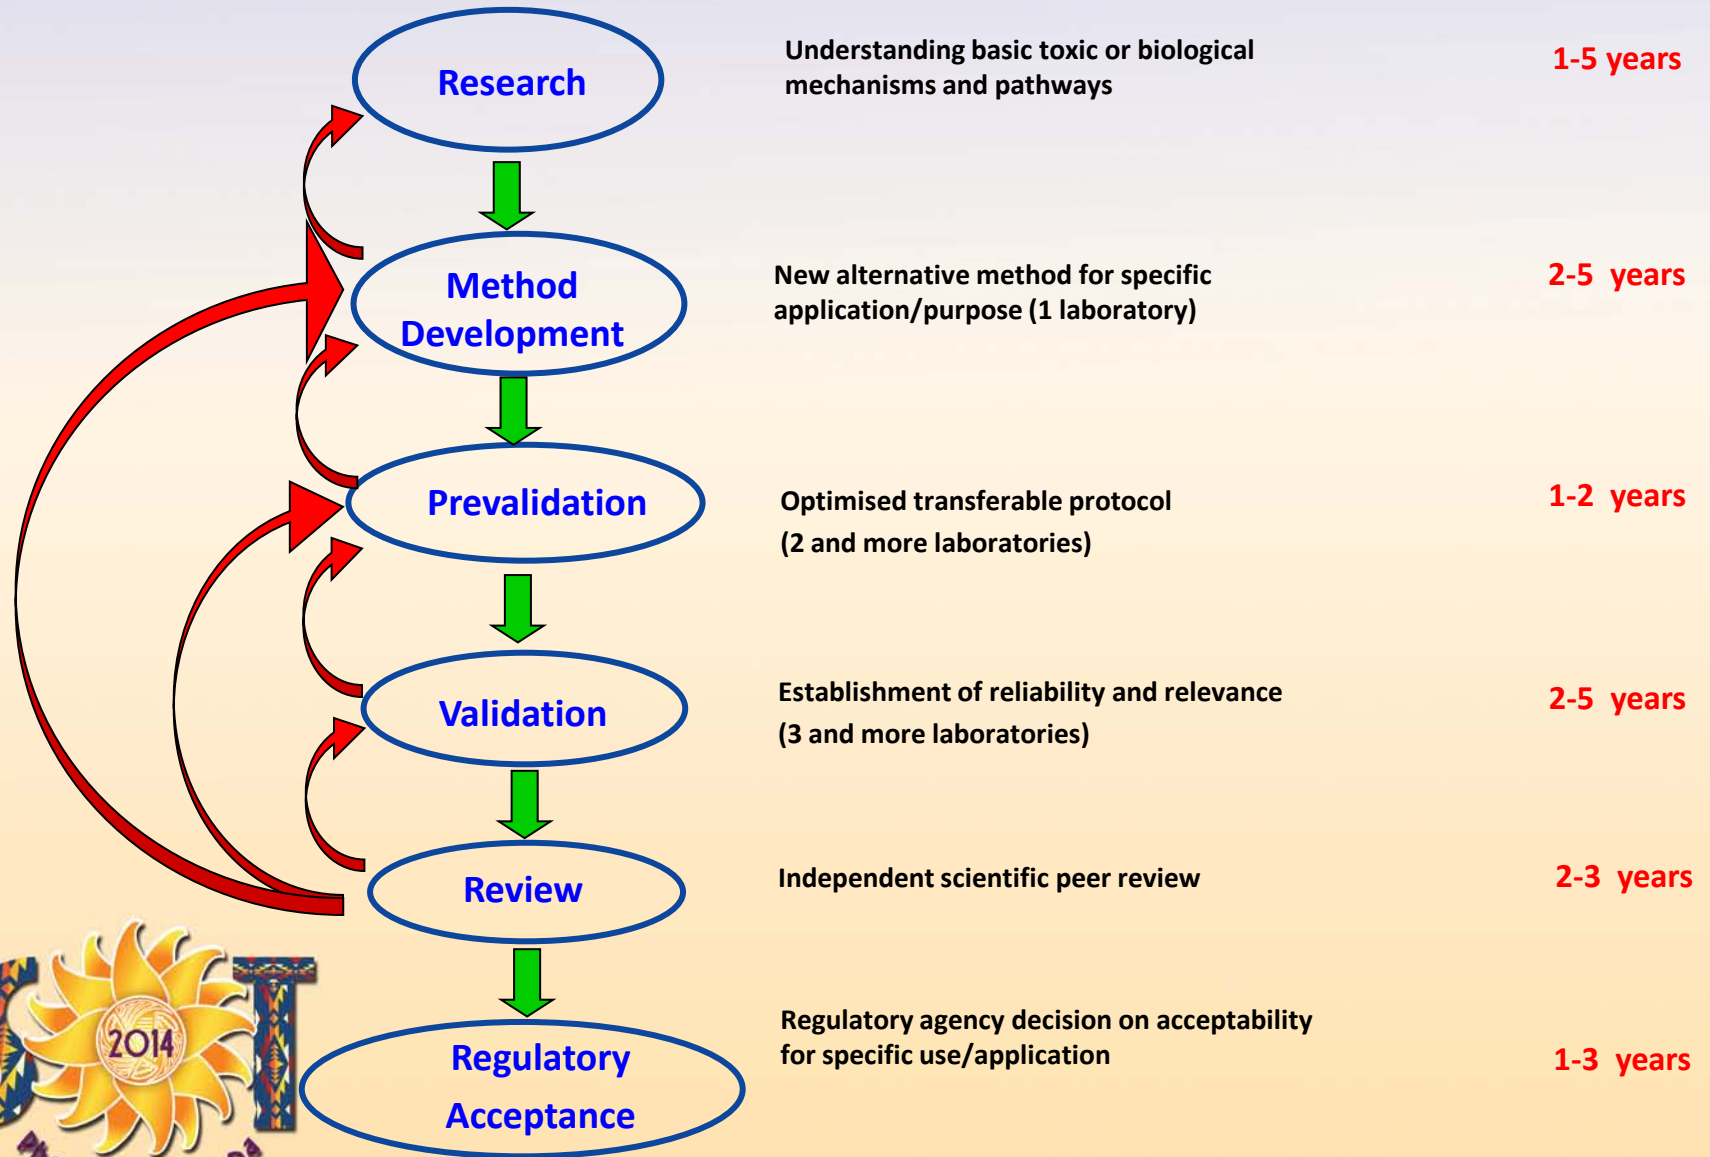 Research
Understanding basic toxic or biological
mechanisms and pathways
1-5 years
Method
Development
New alternative method for specific
application/purpose (1 laboratory)
2-5 years
Prevalidation
Optimised transferable protocol
(2 and more laboratories)
1-2 years
Validation
Establishment of reliability and relevance
(3 and more laboratories)
2-5 years
Review
Independent scientific peer review
2-3 years
Regulatory
Acceptance
Regulatory agency decision on acceptability
for specific use/application
1-3 years
2014